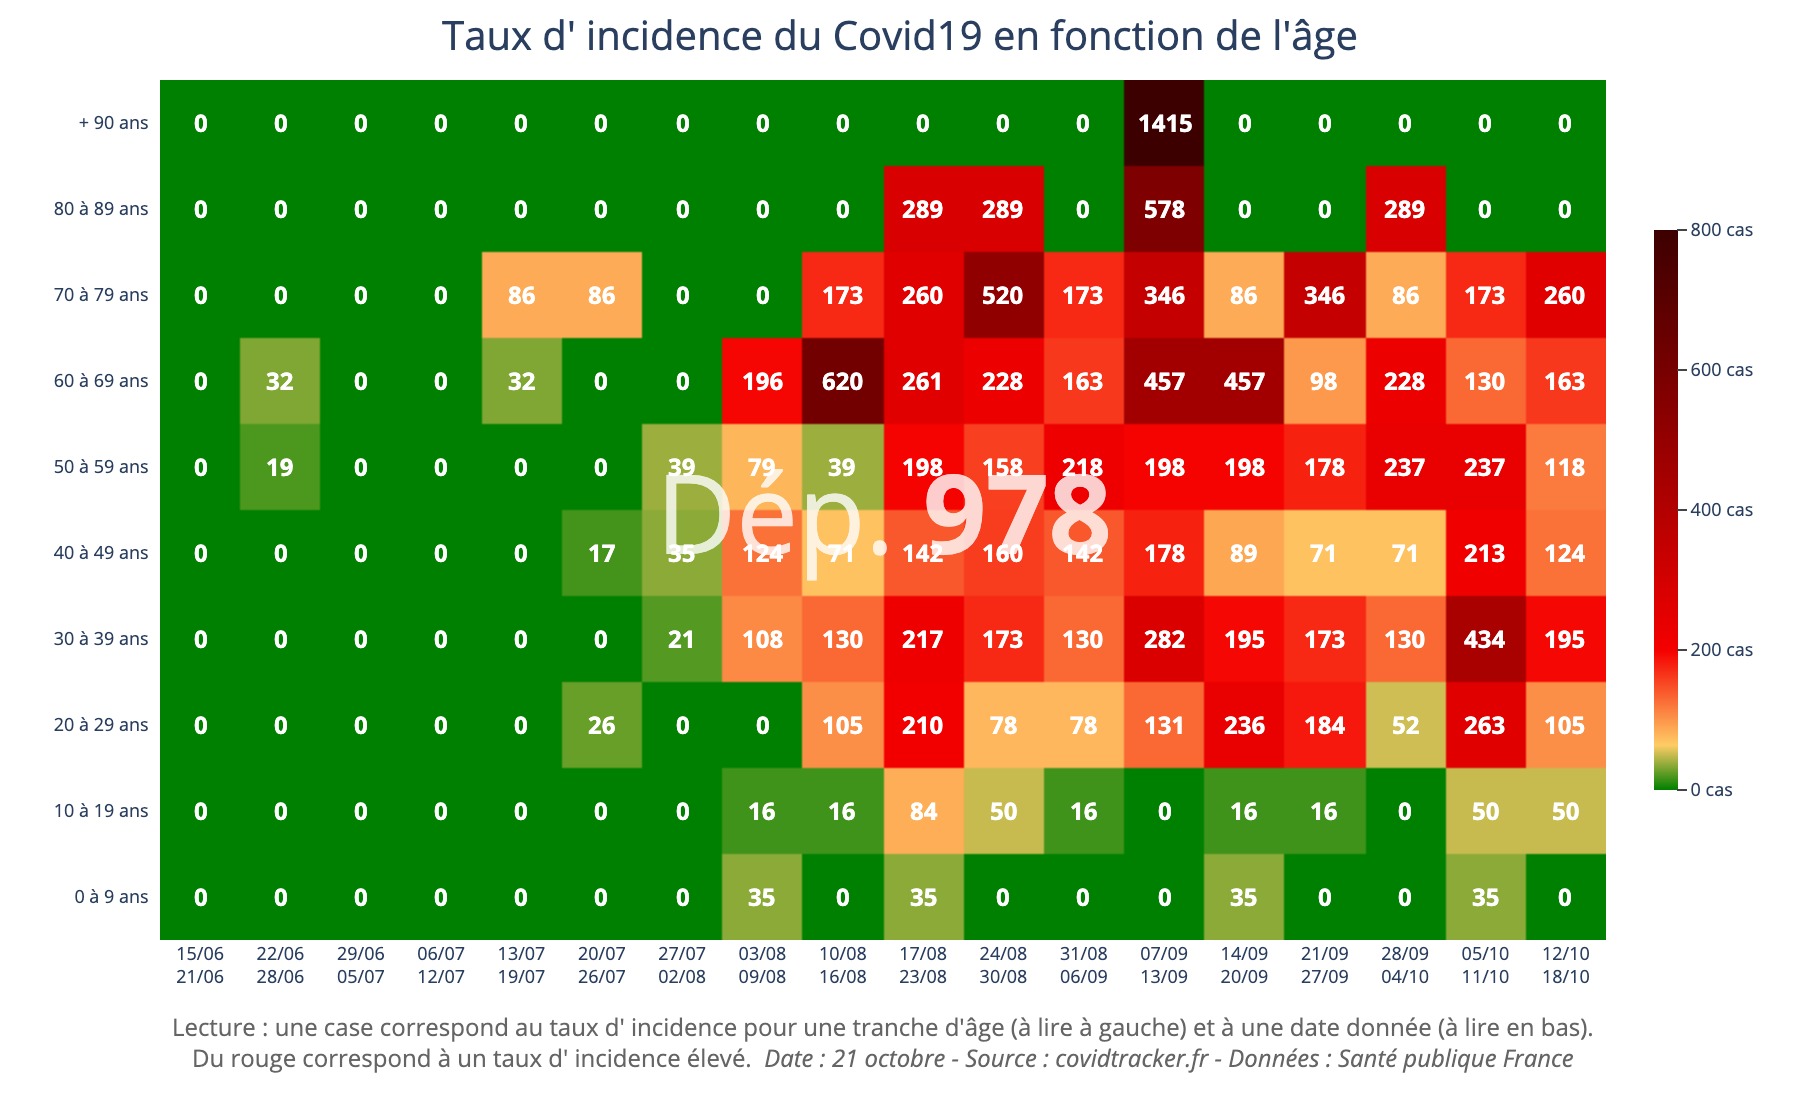 Taux d' incidence du Covid19 en fonction de l'âge
+ 90 ans 0 0 0 0 0 0 0 0 0 0 0 0 1415 0 0 0 0 0
80 à 89 ans 0 0 0 0 0 0 0 0 0 289 289 0 578 0 0 289 0 0
70 à 79 ans 0 0 0 0 86 86 0 0 173 260 520 173 346 86 346 86 173 260
60 à 69 ans 0 32 0 0 32 0 0 196 620 261 228 163 457 457 98 228 130 163
50 à 59 ans 0 19 0 0 0 0 39 79 39 198 158 218 198 198 178 237 237 118
Dép. 978
40 à 49 ans 0 0 0 0 0 17 35 124 71 142 160 142 178 89 71 71 213 124
30 à 39 ans 0 0 0 0 0 0 21 108 130 217 173 130 282 195 173 130 434 195
20 à 29 ans 0 0 0 0 0 26 0 0 105 210 78 78 131 236 184 52 263 105
10 à 19 ans 0 0 0 0 0 0 0 16 16 84 50 16 0 16 16 0 50 50
0 à 9 ans 0 0 0 0 0 0 0 35 0 35 0 0 0 35 0 0 35 0
15/06 22/06 29/06 06/07 13/07 20/07 27/07 03/08 10/08 17/08 24/08 31/08 07/09 14/09 21/09 28/09 05/10 12/10
21/06 28/06 05/07 12/07 19/07 26/07 02/08 09/08 16/08 23/08 30/08 06/09 13/09 20/09 27/09 04/10 11/10 18/10
800 cas
600 cas
400 cas
200 cas
0 cas
Lecture : une case correspond au taux d' incidence pour une tranche d'âge (à lire à gauche) et à une date donnée (à lire en bas).
Du rouge correspond à un taux d' incidence élevé. Date : 21 octobre - Source : covidtracker.fr - Données : Santé publique France